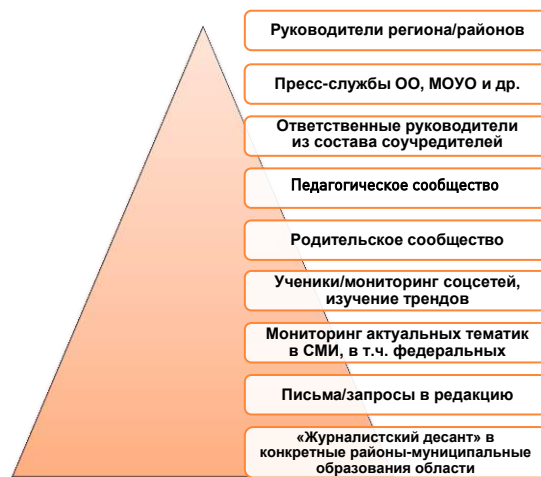 Руководители региона/районов
Пресс-службы ОО, МОУО и др.
Ответственные руководители
из состава соучредителей
Педагогическое сообщество
Родительское сообщество
Ученики/мониторинг соцсетей,
изучение трендов
Мониторинг актуальных тематик
в СМИ, в т.ч. федеральных
Письма/запросы в редакцию
«Журналистский десант» в
конкретные районы-муниципальные
образования области